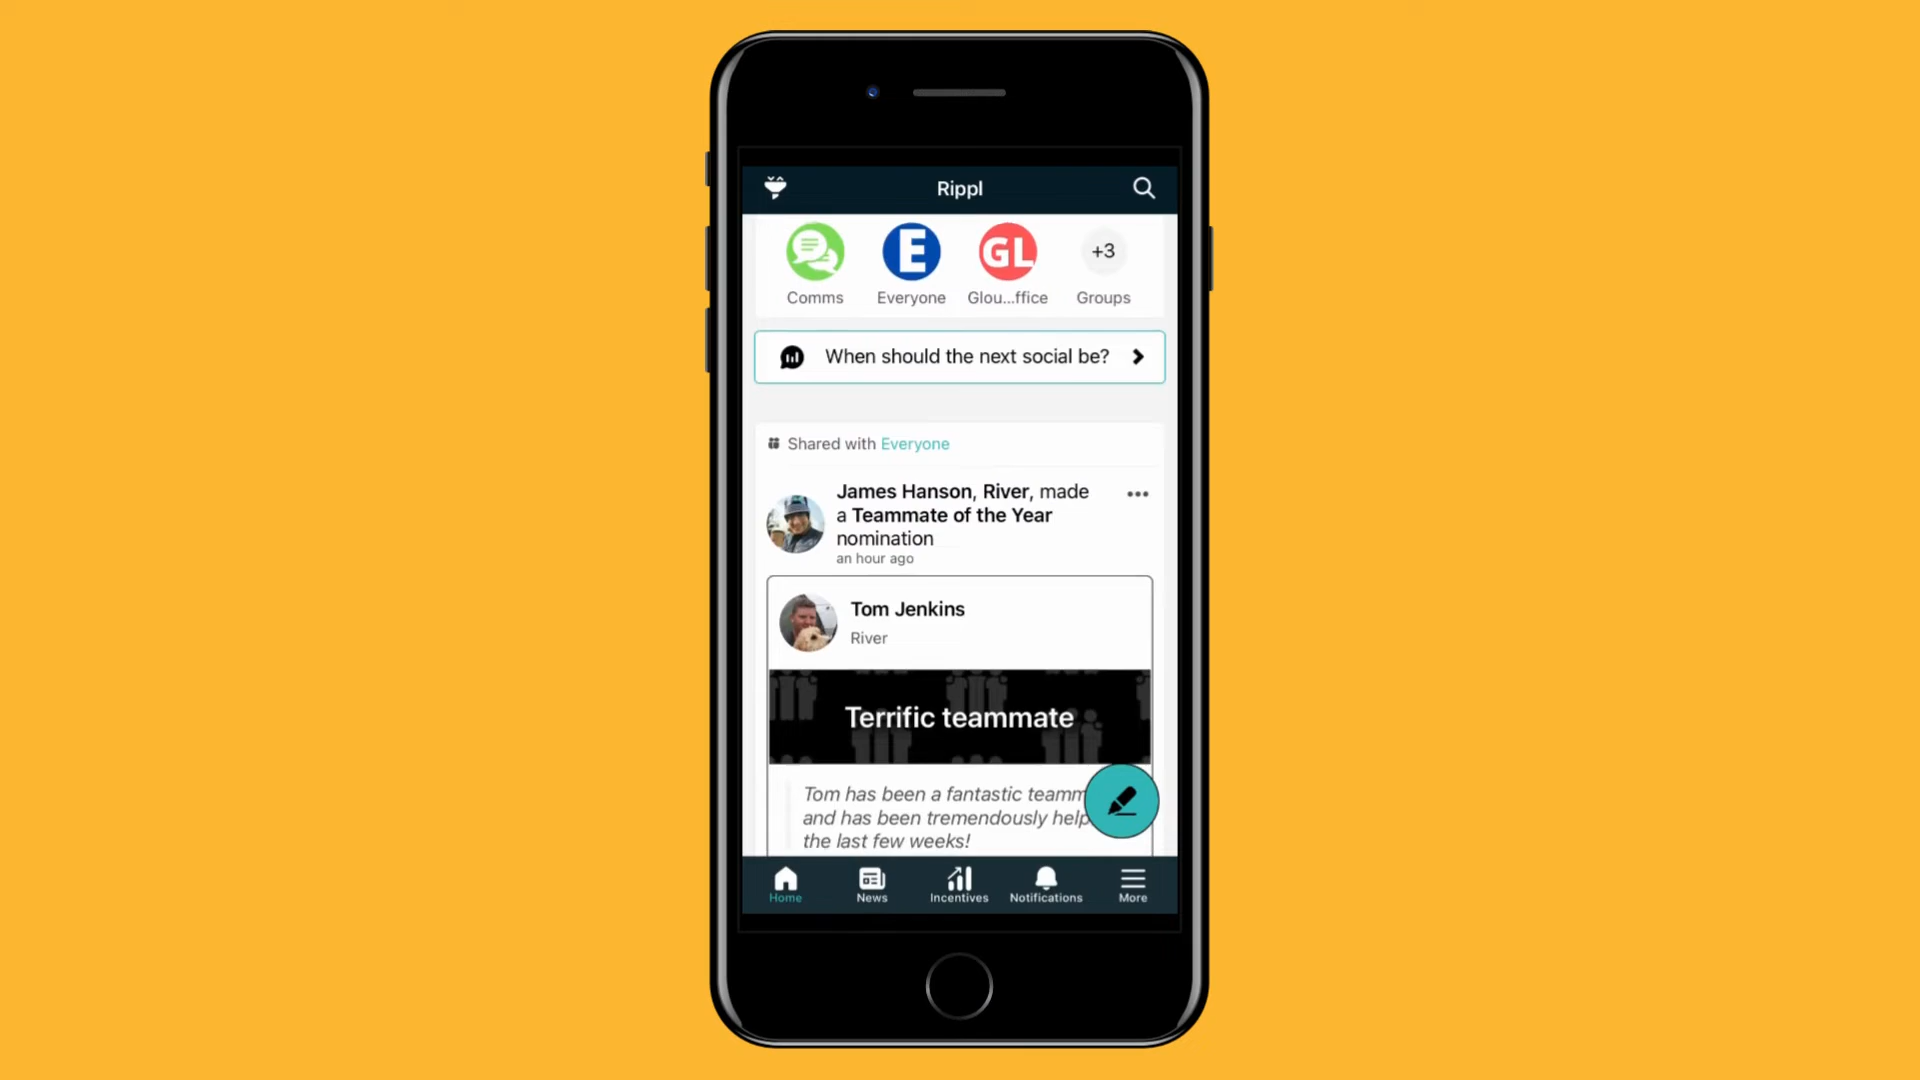 Rippl
E
GL
+3
Comms
Everyone
Glou...ffice
Groups
When should the next social be?
Shared with Everyone
James Hanson, River, made
a Teammate of the Year
nomination
an hour ago
Tom Jenkins
River
Terrific teammate
Tom has been a fantastic teamm
and has been tremendously help
the last few weeks!
Home
News
Incentives
Notifications
More